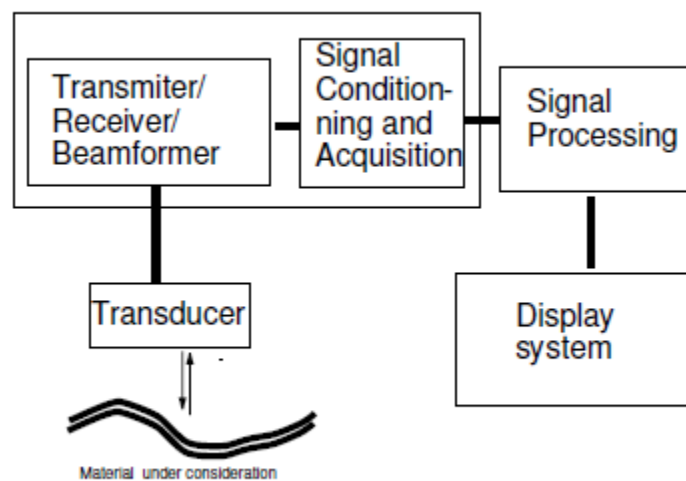 Transmiter/
Receiver/
Beamformer
Signal
Condition-
ning and
Acquisition
Signal
Processing
Transducer
Display
system
Material under consideration